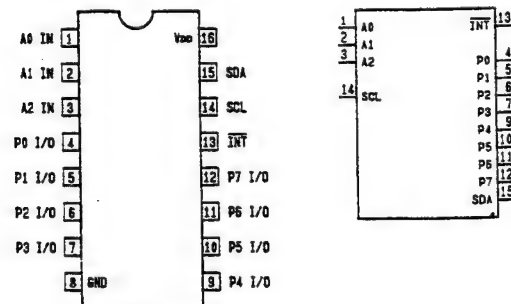 A0 IN 1
A1 IN 2
A2 IN 3
P0 I/O 4
P1 I/O 5
P2 I/O 6
P3 I/O 7
8 GND
VDD 16
15 SDA
14 SCL
13 INT
12 P7 I/O
11 P6 I/O
10 P5 I/O
9 P4 I/O
1 A0
2 A1
3 A2
14 SCL
INT 13
P0 4
P1 5
P2 6
P3 7
P4 9
P5 10
P6 11
P7 12
SDA 15